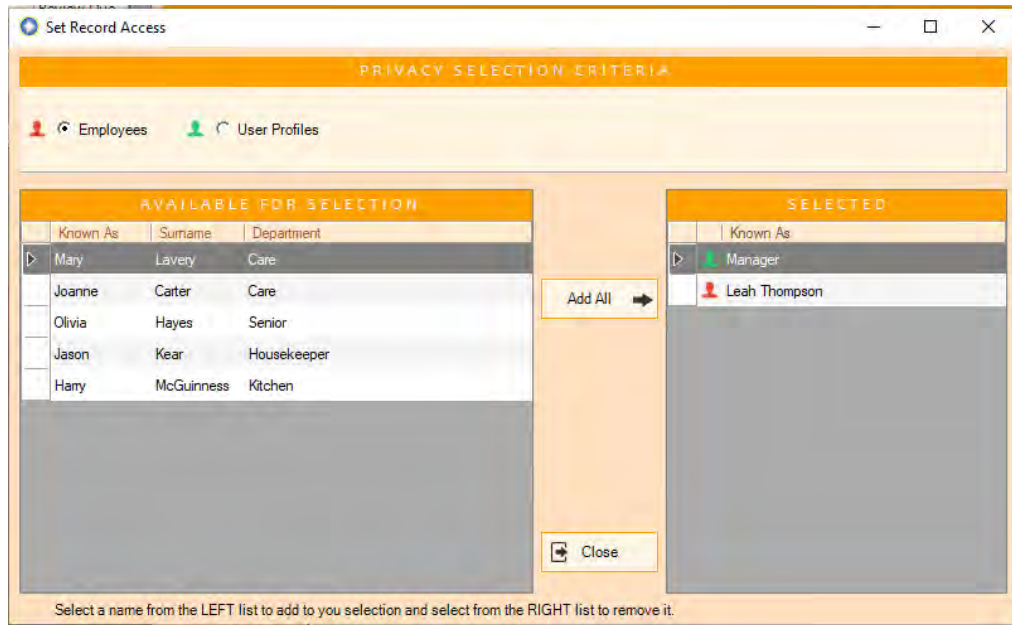 Review Due
Set Record Access
PRIVACY SELECTION CRITERIA
Employees User Profiles
AVAILABLE FOR SELECTION SELECTED
Known As Surname Department Known As
Mary Lavery Care Manager
Joanne Carter Care Leah Thompson
Add All
Olivia Hayes Senior
Jason Kear Housekeeper
Harry McGuinness Kitchen
Close
Select a name from the LEFT list to add to you selection and select from the RIGHT list to remove it.